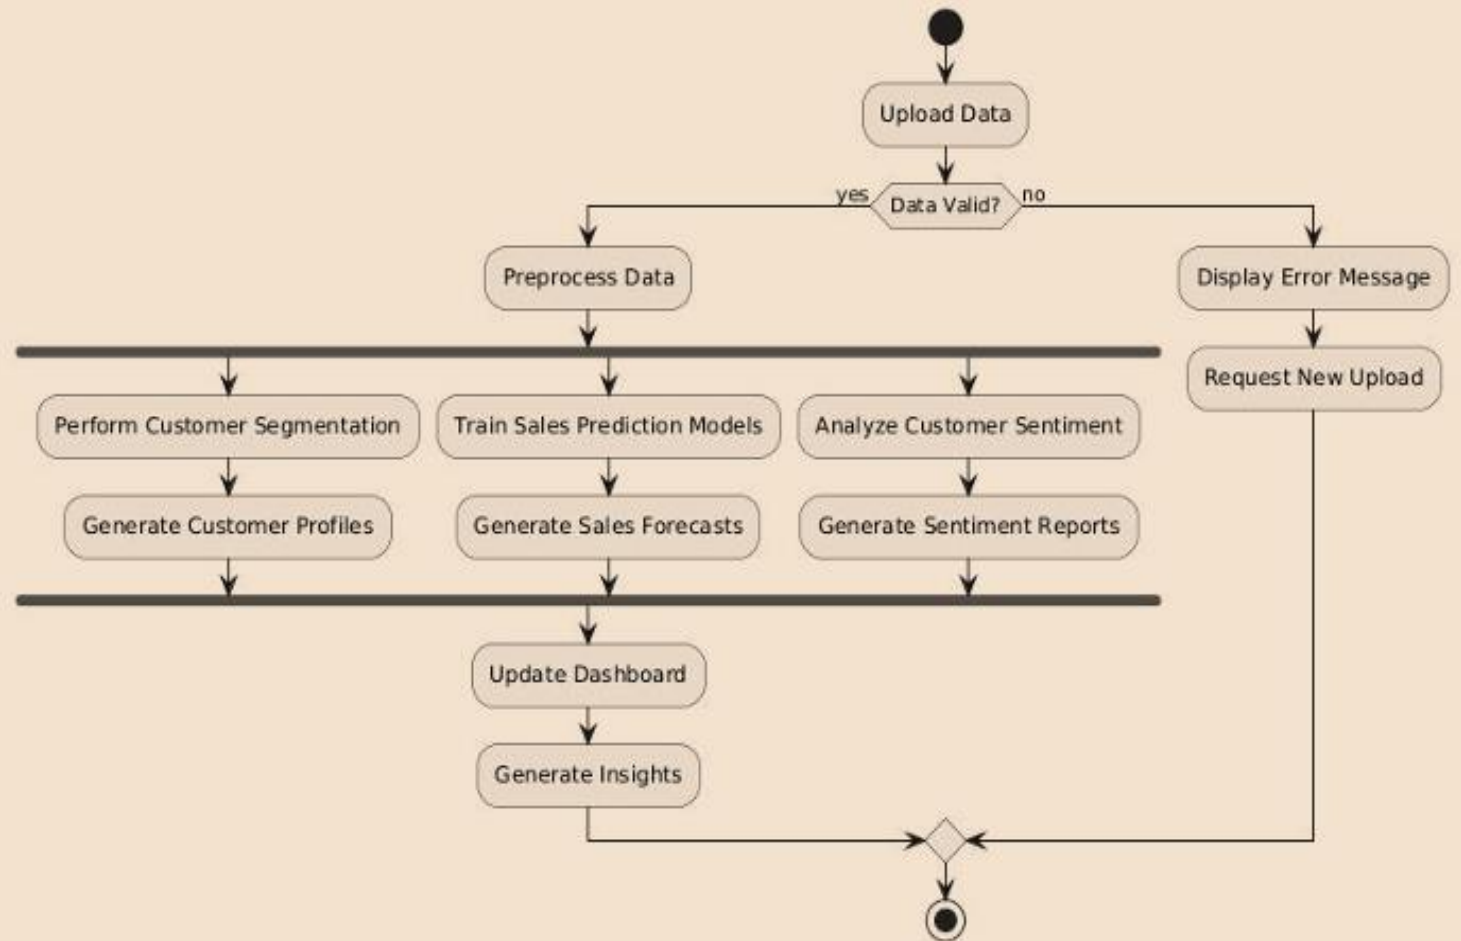 Upload Data
yes
Data Valid?
no
Preprocess Data
Display Error Message
Request New Upload
Perform Customer Segmentation
Train Sales Prediction Models
Analyze Customer Sentiment
Generate Customer Profiles
Generate Sales Forecasts
Generate Sentiment Reports
Update Dashboard
Generate Insights